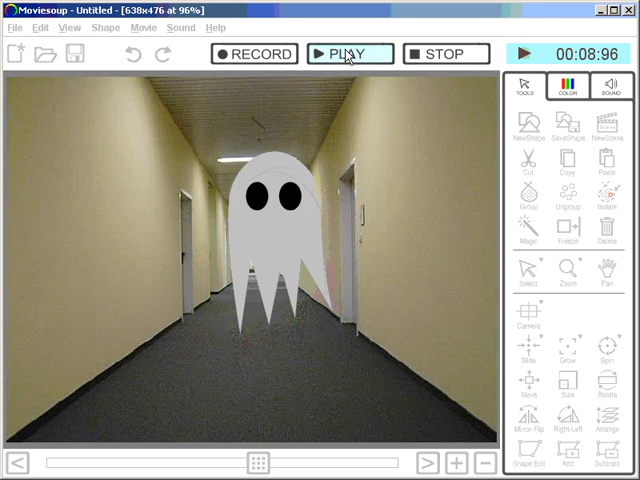 Moviesoup - Untitled - [638x476 at 96%]
File Edit View Shape Movie Sound Help
RECORD PLAY STOP 00:08:96
TOOLS COLOR SOUND
NewShape SaveShape NewScene
Cut Copy Paste
Group Ungroup Isolate
Magic Freeze Delete
Select Zoom Pan
Camera
Slide Grow Spin
Move Size Rotate
Mirror-Flip Right-Left Arrange
Shape Edit Add Subtract